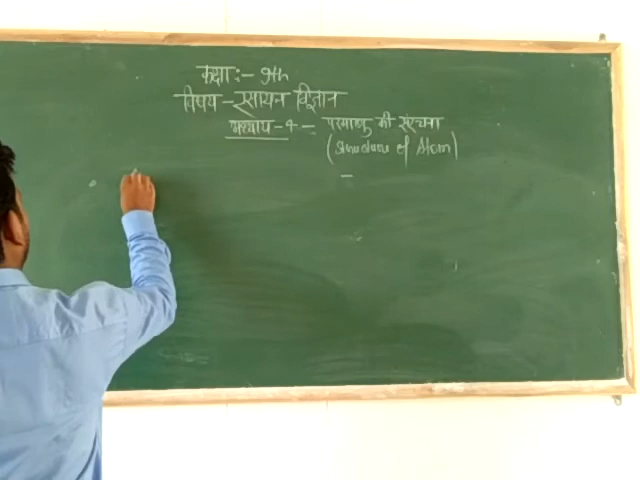 कक्षा :- 9th
विषय - रसायन विज्ञान
अध्याय - 4 - परमाणु की संरचना
(Structure of Atom)